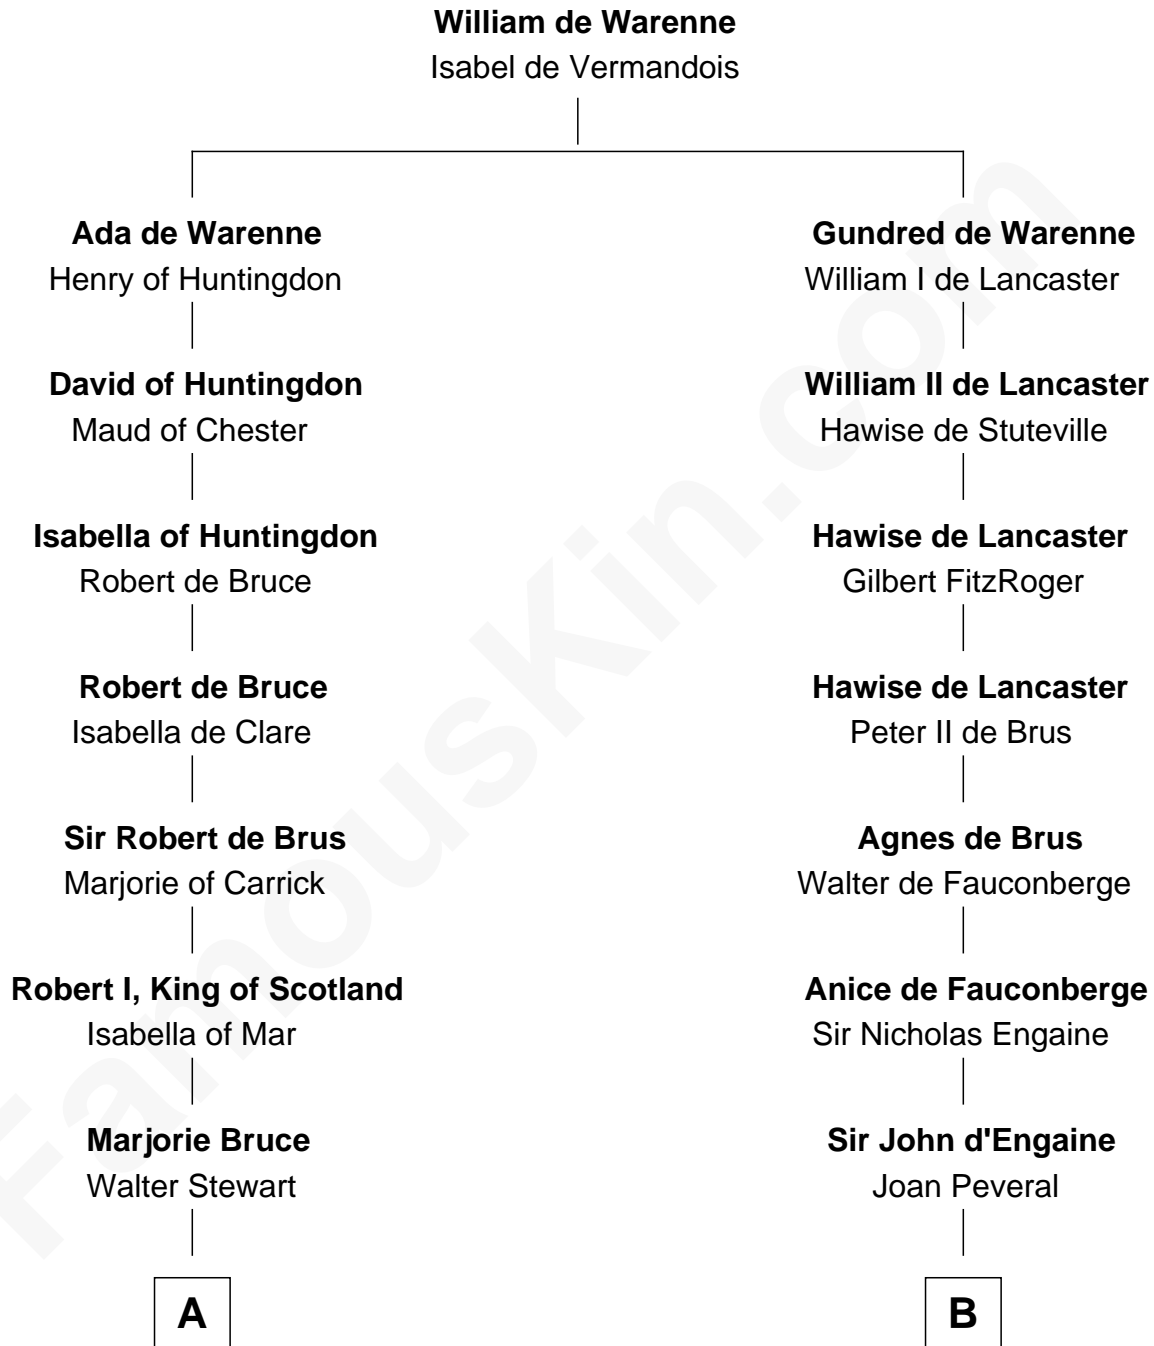 William de Warenne
Isabel de Vermandois
Ada de Warenne
Henry of Huntingdon
David of Huntingdon
Maud of Chester
Isabella of Huntingdon
Robert de Bruce
Robert de Bruce
Isabella de Clare
Sir Robert de Brus
Marjorie of Carrick
Robert I, King of Scotland
Isabella of Mar
Marjorie Bruce
Walter Stewart
A
Gundred de Warenne
William I de Lancaster
William II de Lancaster
Hawise de Stuteville
Hawise de Lancaster
Gilbert FitzRoger
Hawise de Lancaster
Peter II de Brus
Agnes de Brus
Walter de Fauconberge
Anice de Fauconberge
Sir Nicholas Engaine
Sir John d'Engaine
Joan Peveral
B
FamousKin.com